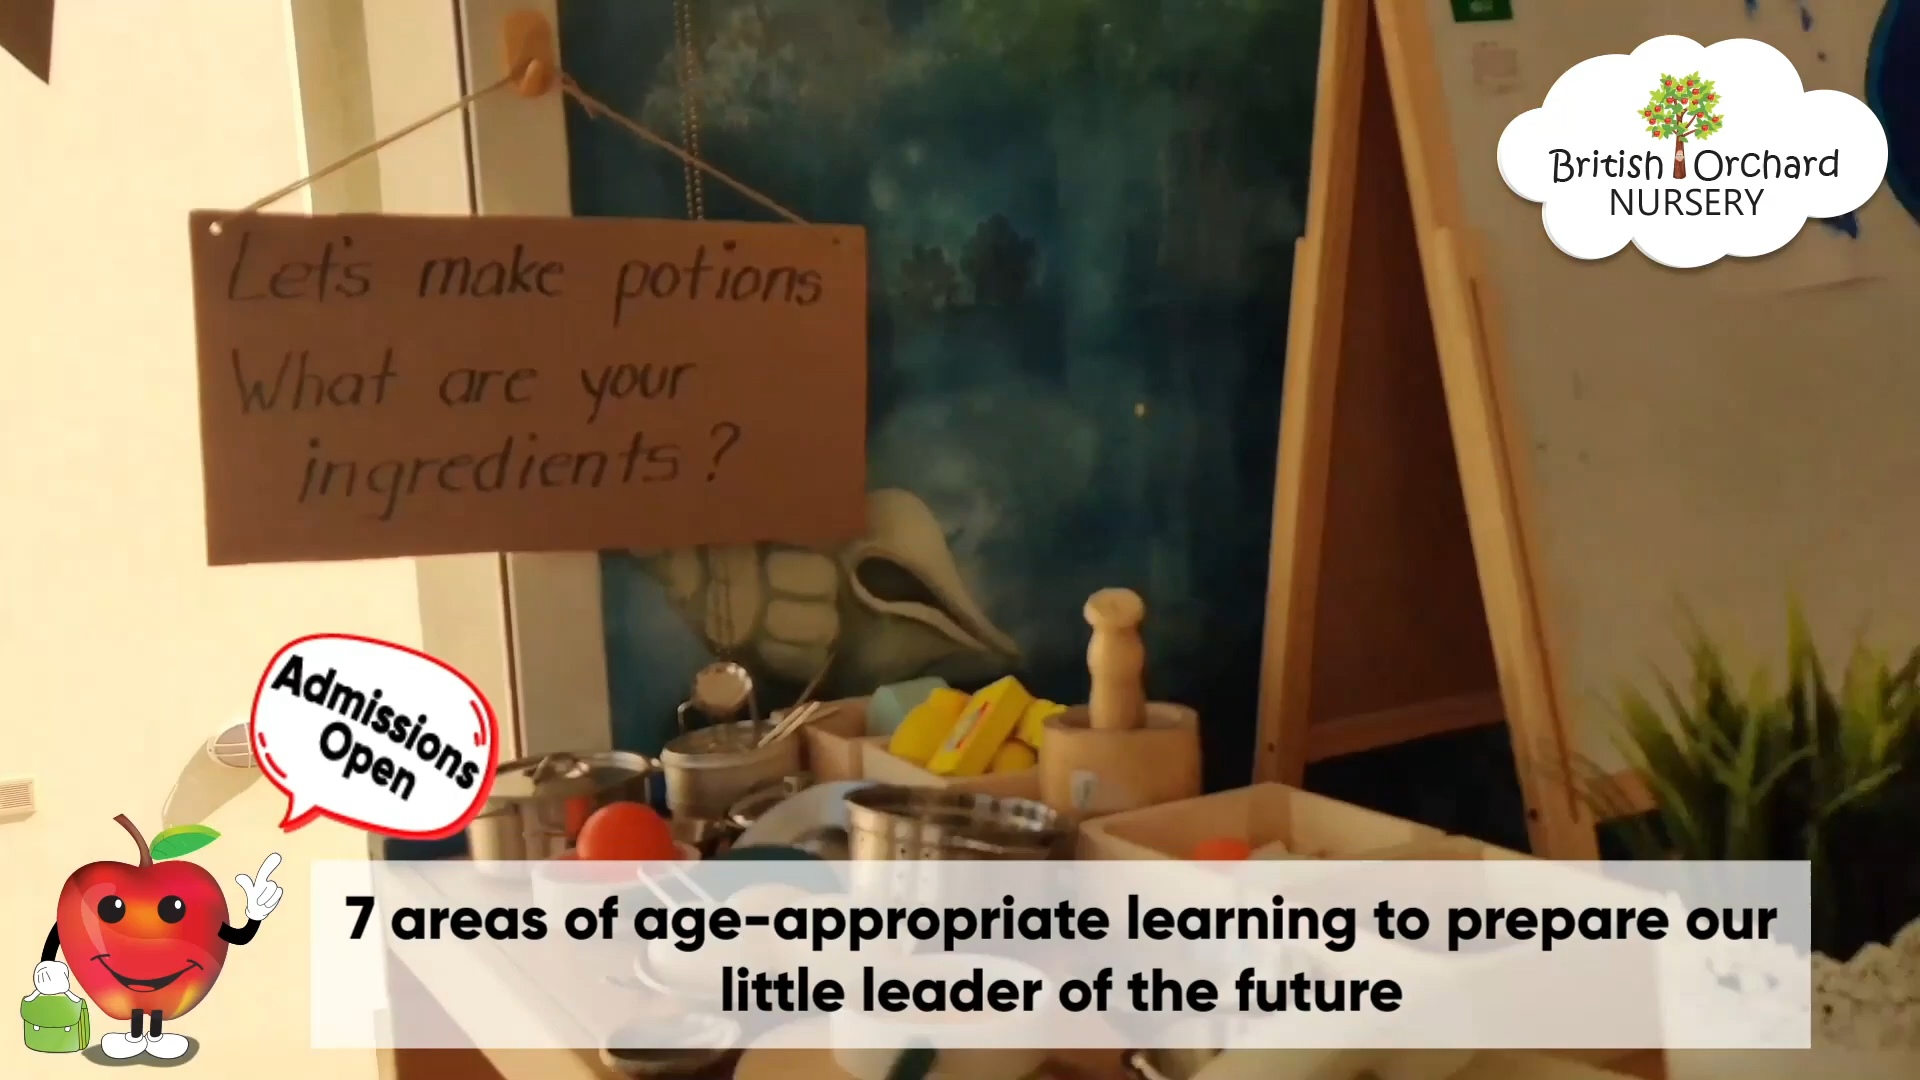 British Orchard
NURSERY
Let's make potions
What are your
ingredients?
Admissions
Open
7 areas of age-appropriate learning to prepare our
little leader of the future